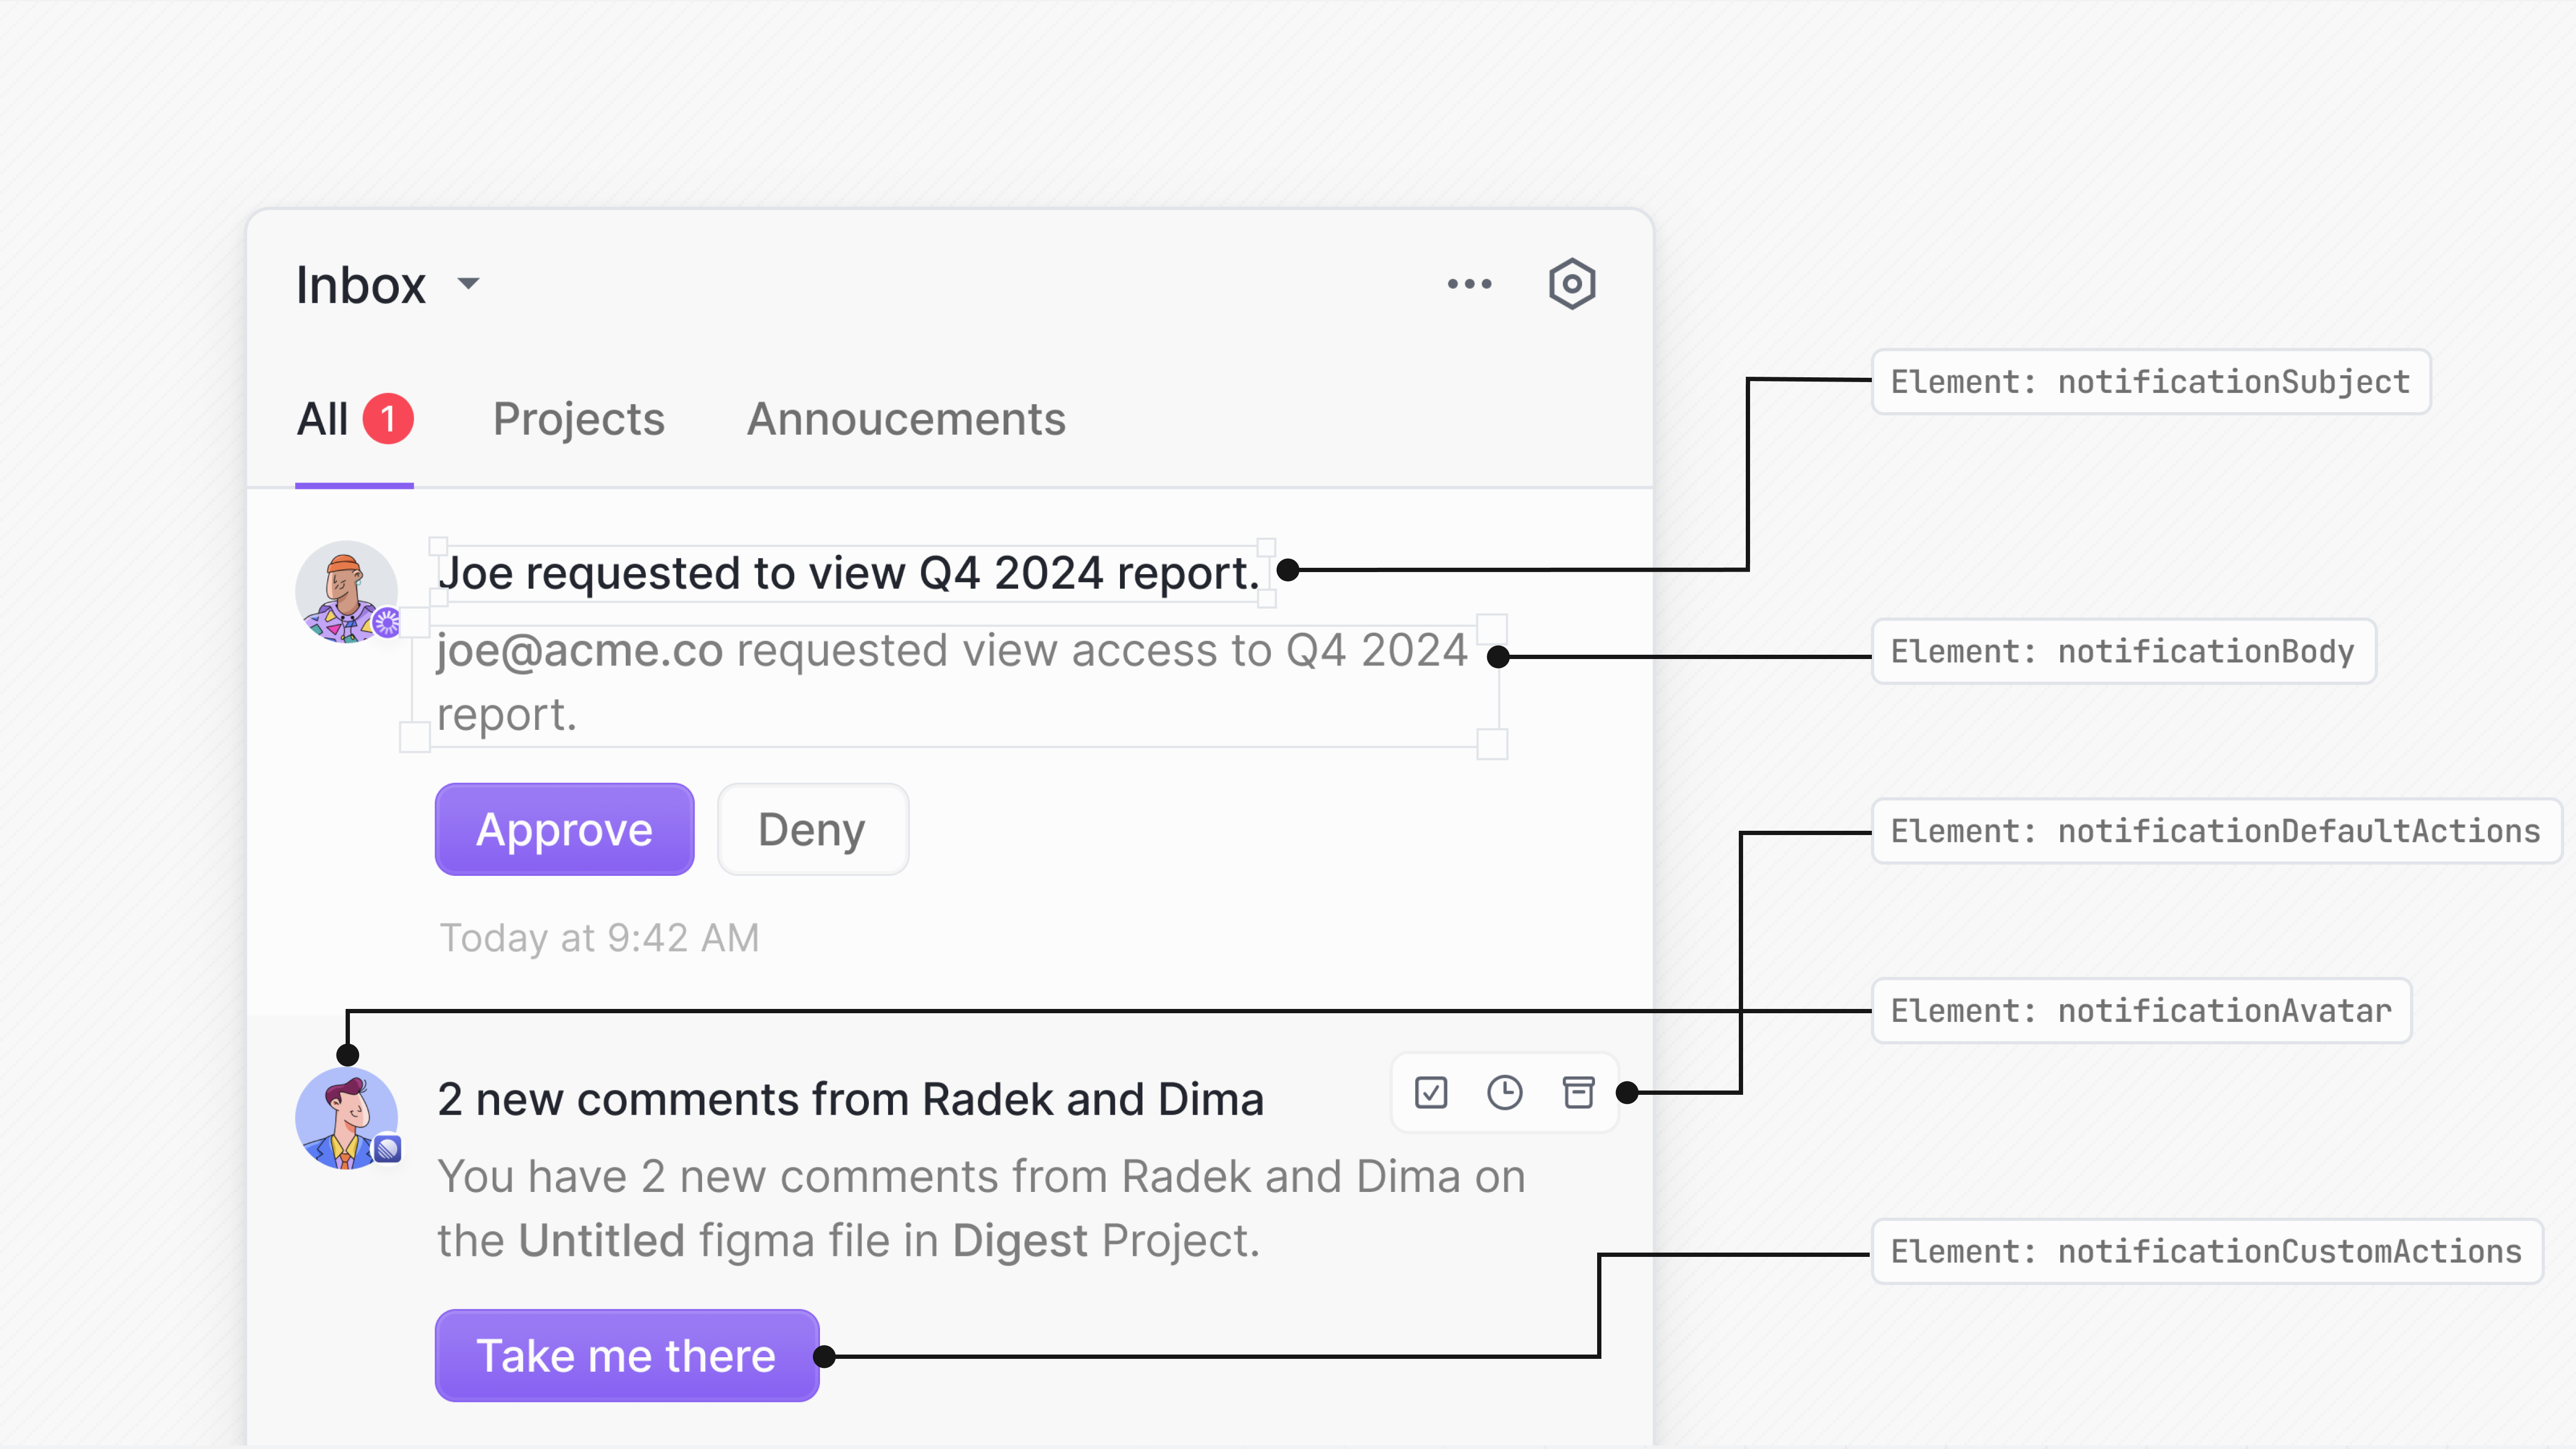 Inbox
All 1 Projects Annoucements
Element: notificationSubject
Joe requested to view Q4 2024 report.
joe@acme.co requested view access to Q4 2024
report.
Element: notificationBody
Approve Deny
Element: notificationDefaultActions
Today at 9:42 AM
Element: notificationAvatar
2 new comments from Radek and Dima
You have 2 new comments from Radek and Dima on
the Untitled figma file in Digest Project.
Element: notificationCustomActions
Take me there